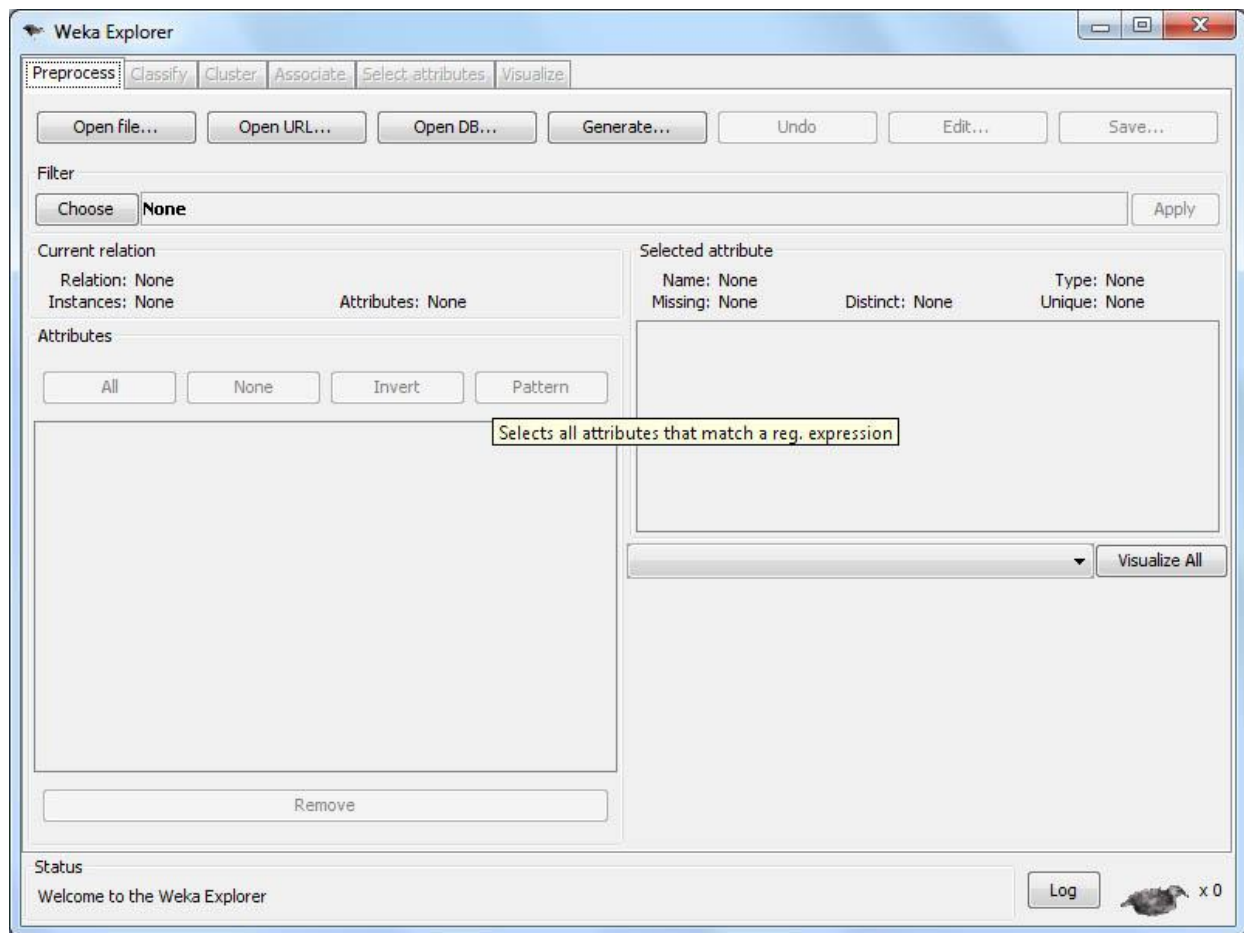 Weka Explorer
Preprocess Classify Cluster Associate Select attributes Visualize
Open file... Open URL... Open DB... Generate... Undo Edit... Save...
Filter
Choose None Apply
Current relation
Relation: None
Instances: None Attributes: None
Selected attribute
Name: None Type: None
Missing: None Distinct: None Unique: None
Attributes
All None Invert Pattern
Selects all attributes that match a reg. expression
Visualize All
Remove
Status
Welcome to the Weka Explorer
Log x 0